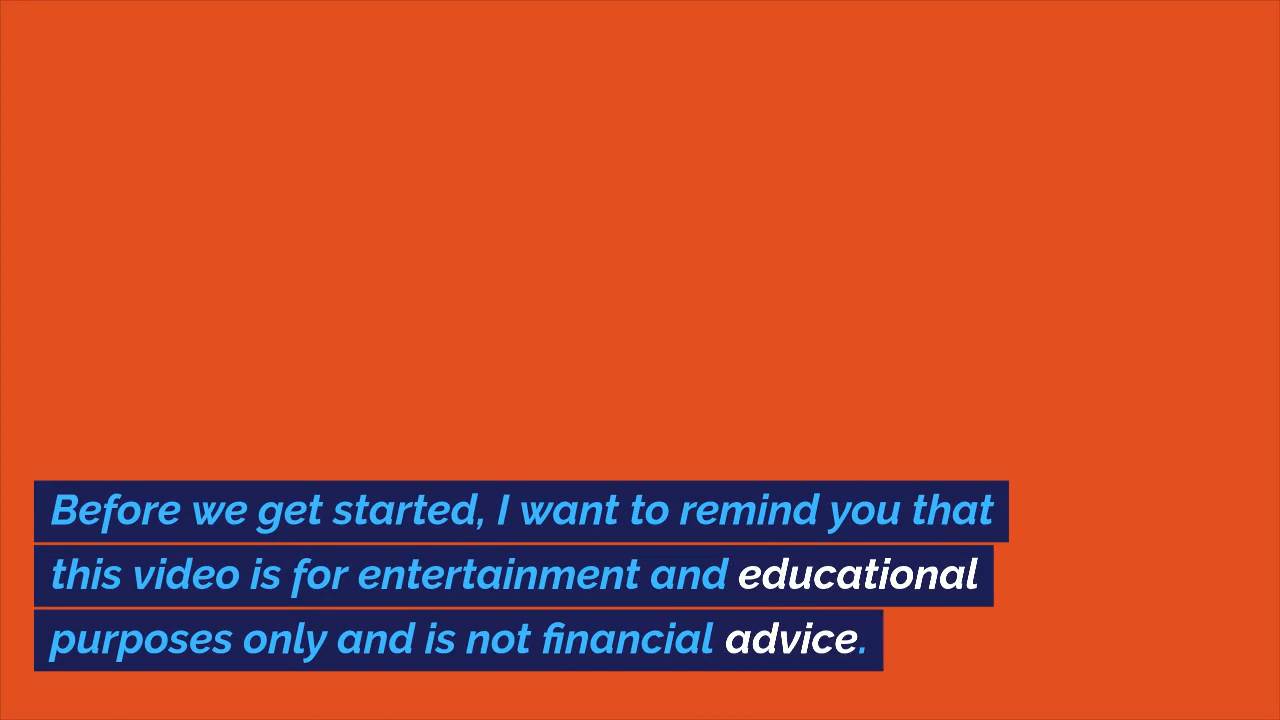 Before we get started, I want to remind you that
this video is for entertainment and educational
purposes only and is not financial advice.